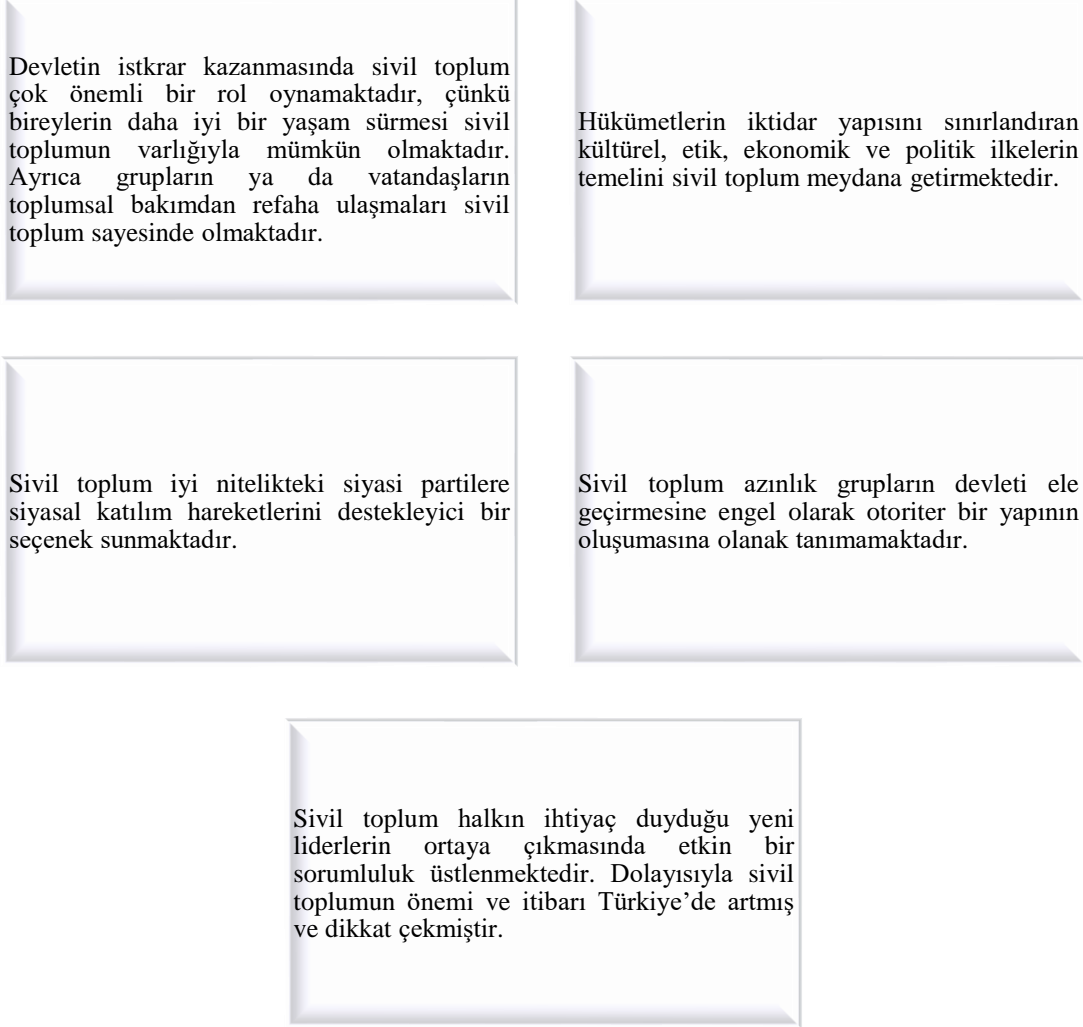 Devletin istkrar kazanmasında sivil toplum
çok önemli bir rol oynamaktadır, çünkü
bireylerin daha iyi bir yaşam sürmesi sivil
toplumun varlığıyla mümkün olmaktadır.
Ayrıca grupların ya da vatandaşların
toplumsal bakımdan refaha ulaşmaları sivil
toplum sayesinde olmaktadır.
Hükümetlerin iktidar yapısını sınırlandıran
kültürel, etik, ekonomik ve politik ilkelerin
temelini sivil toplum meydana getirmektedir.
Sivil toplum iyi nitelikteki siyasi partilere
siyasal katılım hareketlerini destekleyici bir
seçenek sunmaktadır.
Sivil toplum azınlık grupların devleti ele
geçirmesine engel olarak otoriter bir yapının
oluşumasına olanak tanımamaktadır.
Sivil toplum halkın ihtiyaç duyduğu yeni
liderlerin ortaya çıkmasında etkin bir
sorumluluk üstlenmektedir. Dolayısıyla sivil
toplumun önemi ve itibarı Türkiye’de artmış
ve dikkat çekmiştir.